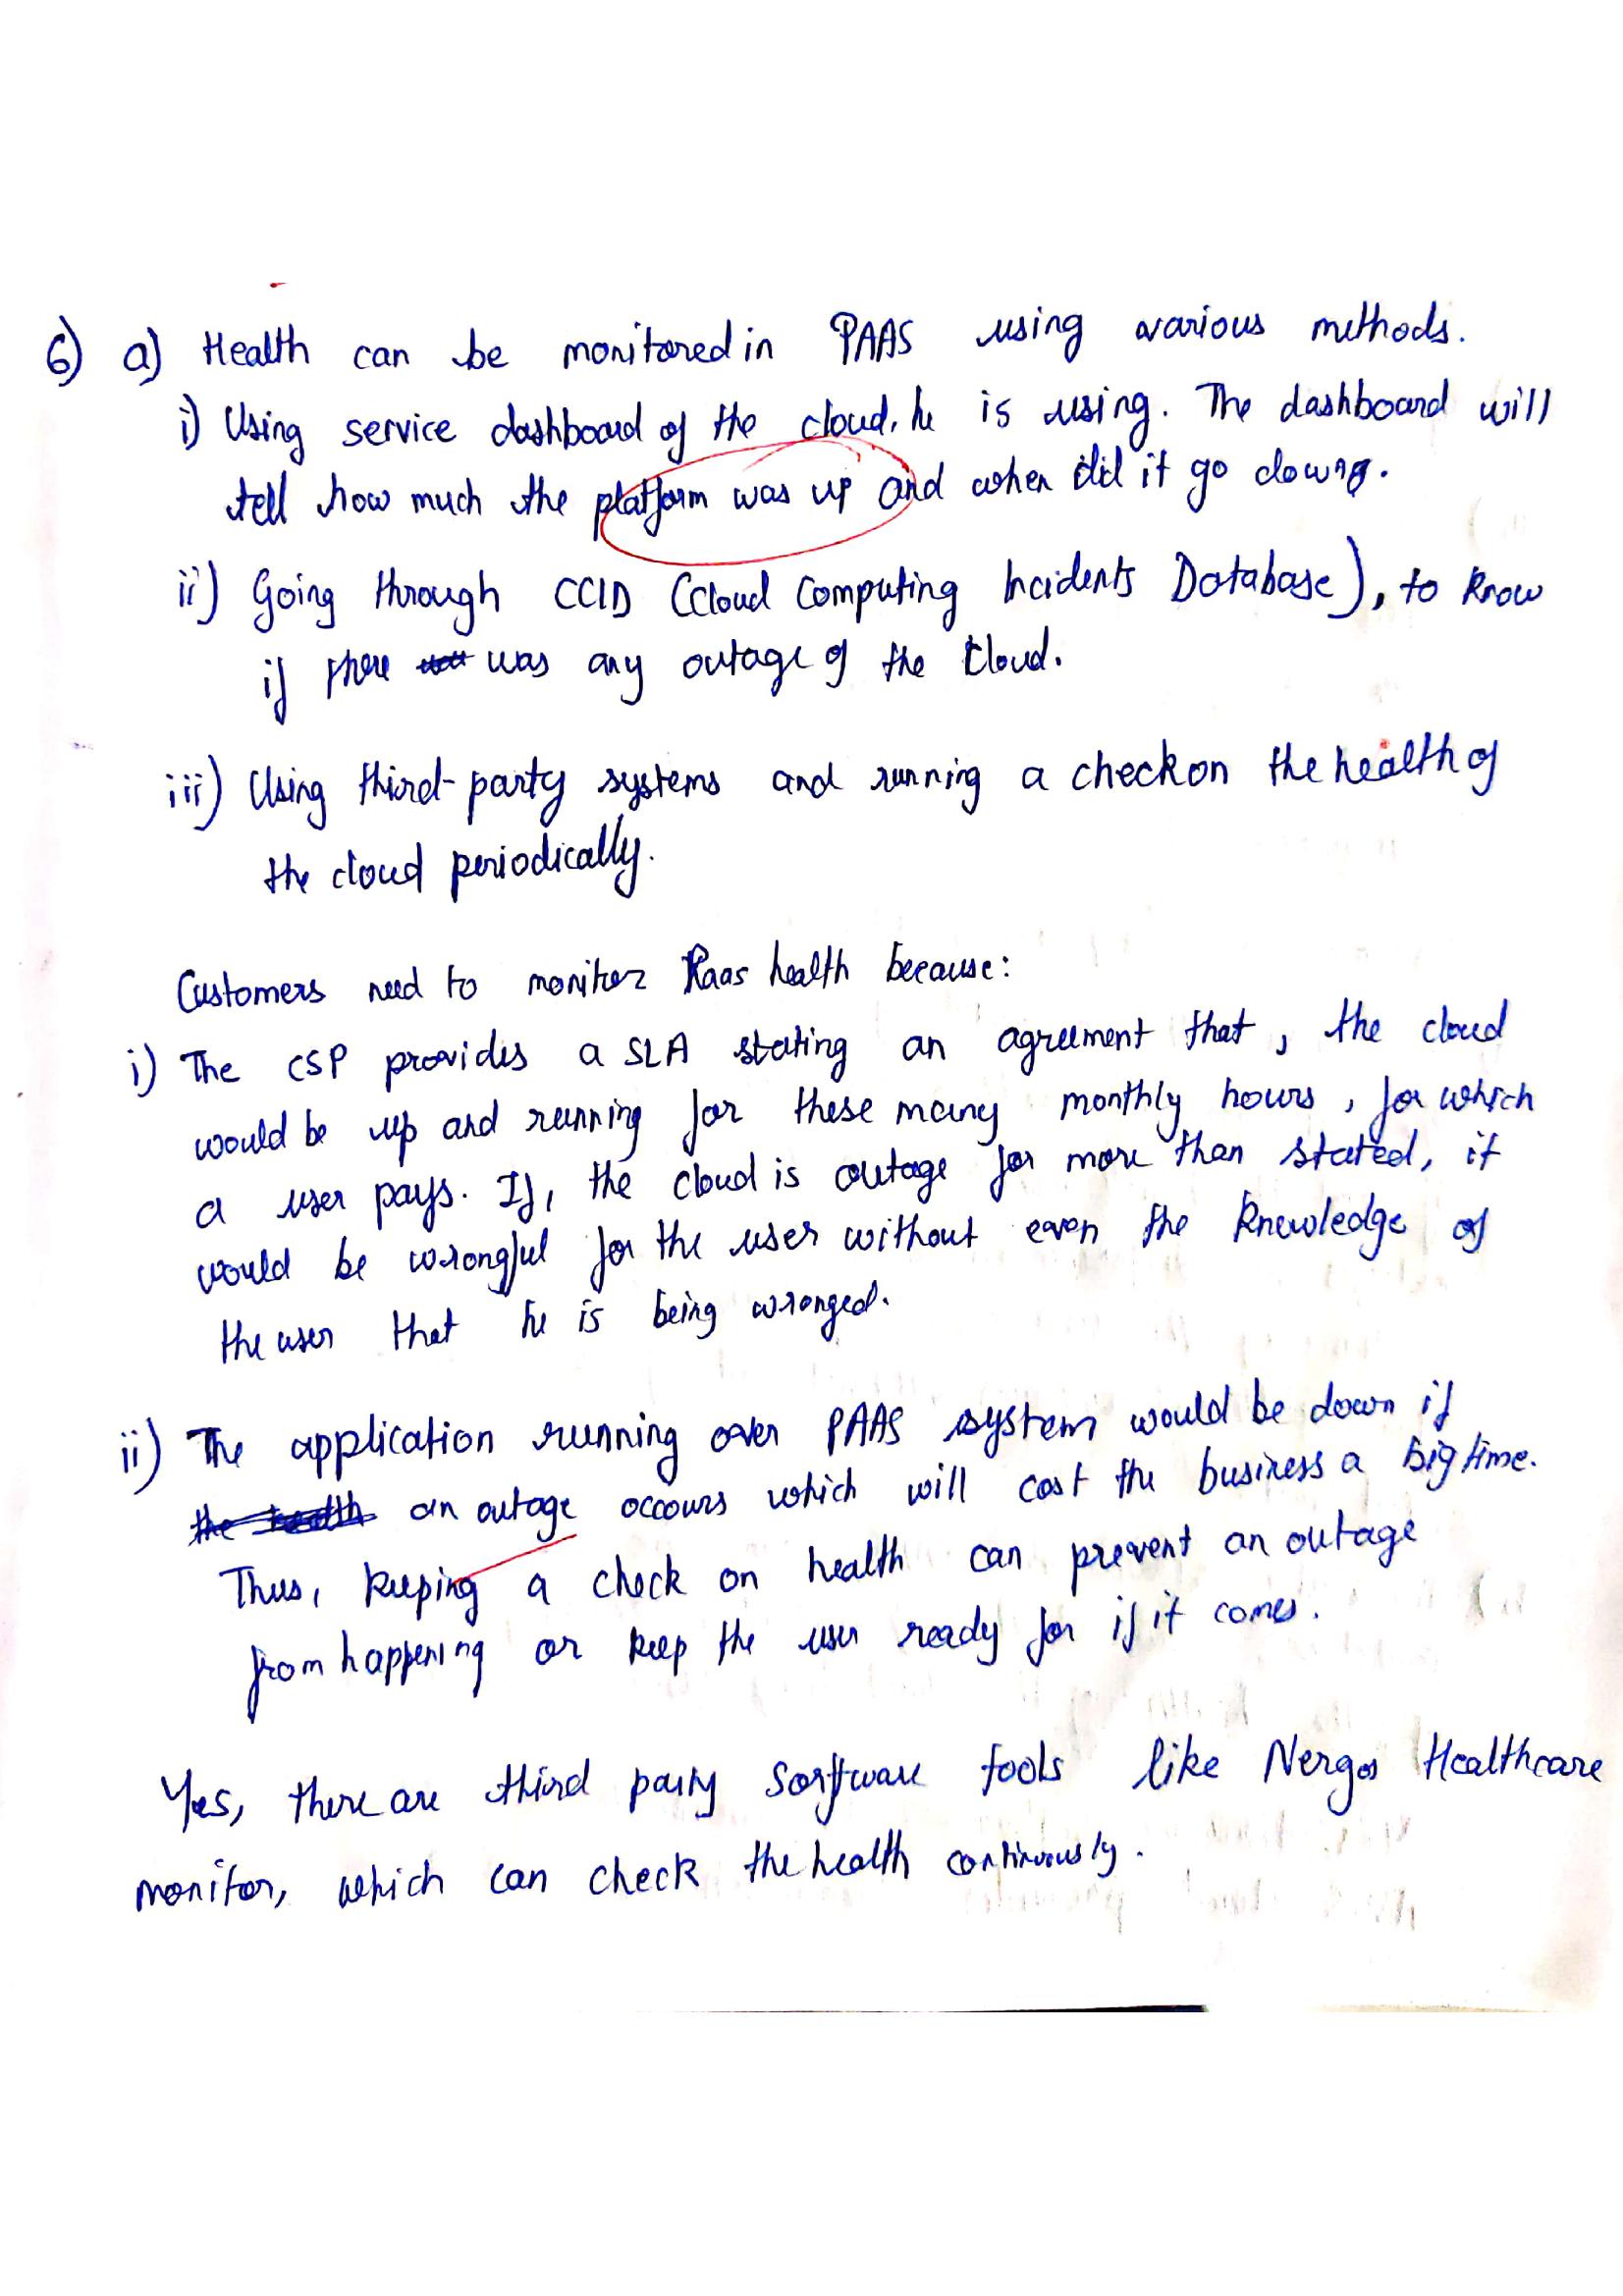 6) a) Health can be monitored in PAAS using various methods.
i) Using service dashboard of the cloud, he is using. The dashboard will
tell how much the platform was up and when did it go down.
ii) Going through CCID (Cloud Computing Incidents Database), to know
if there was any outage of the cloud.
iii) Using third-party systems and running a check on the health of
the cloud periodically.
Customers need to monitor Paas health because:
i) The CSP provides a SLA stating an agreement that, the cloud
would be up and running for these many monthly hours, for which
a user pays. If, the cloud is outage for more than stated, it
would be wrongful for the user without even the knowledge of
the user that he is being wronged.
ii) The application running over PAAS system would be down if
an outage occours which will cost the business a big time.
Thus, keeping a check on health can prevent an outage
from happening or keep the user ready for if it comes.
Yes, there are third party software tools like Healthcare
monitor, which can check the health continuously.